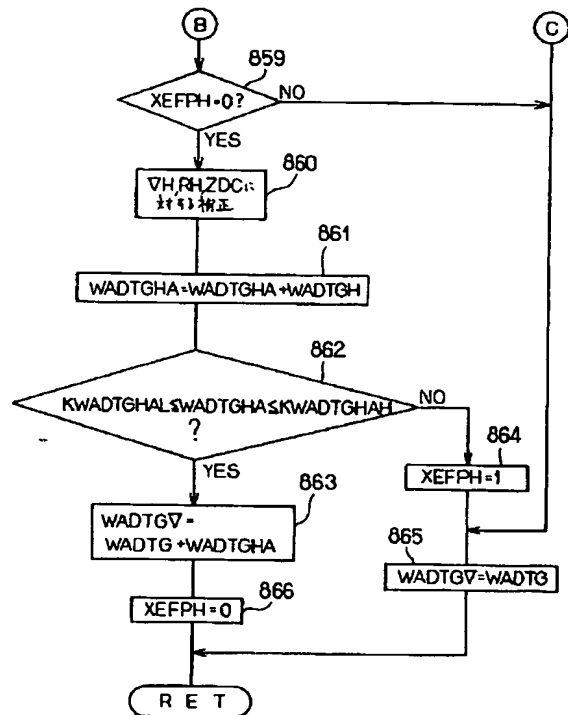 B
C
859
XEFPH=0?
NO
YES
860
∇H,RH,ZDCに
対する補正
861
WADTGHA=WADTGHA+WADTGH
862
KWADTGHAL≤WADTGHA≤KWADTGHAH
?
NO
YES
864
XEFPH=1
863
WADTG∇=
WADTG+WADTGHA
865
WADTG∇=WADTG
866
XEFPH=0
RET